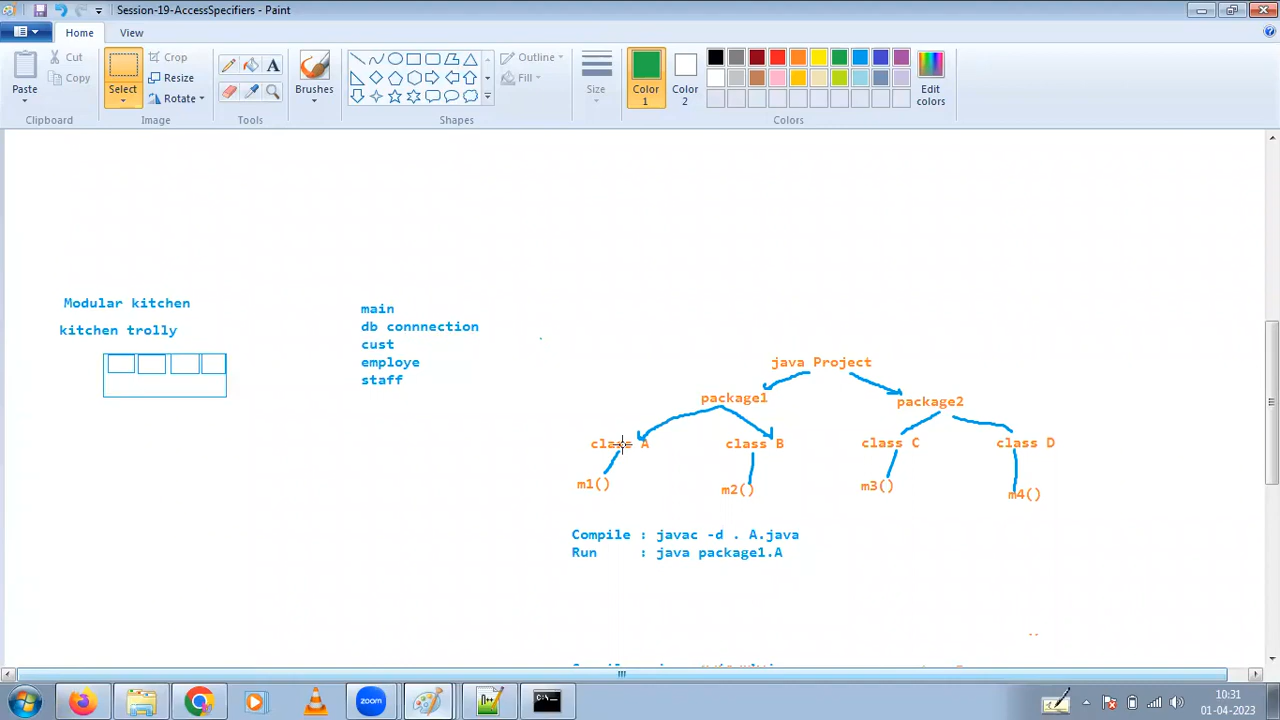 Session-19-AccessSpecifiers - Paint
Home
View
Paste
Cut
Copy
Clipboard
Select
Crop
Resize
Rotate
Image
Tools
Brushes
Shapes
Outline
Fill
Size
Color 1
Color 2
Edit colors
Colors
Modular kitchen
kitchen trolly
main
db connnection
cust
employe
staff
java Project
package1
package2
class A
class B
class C
class D
m1()
m2()
m3()
m4()
Compile : javac -d . A.java
Run : java package1.A
zoom
10:31
01-04-2023